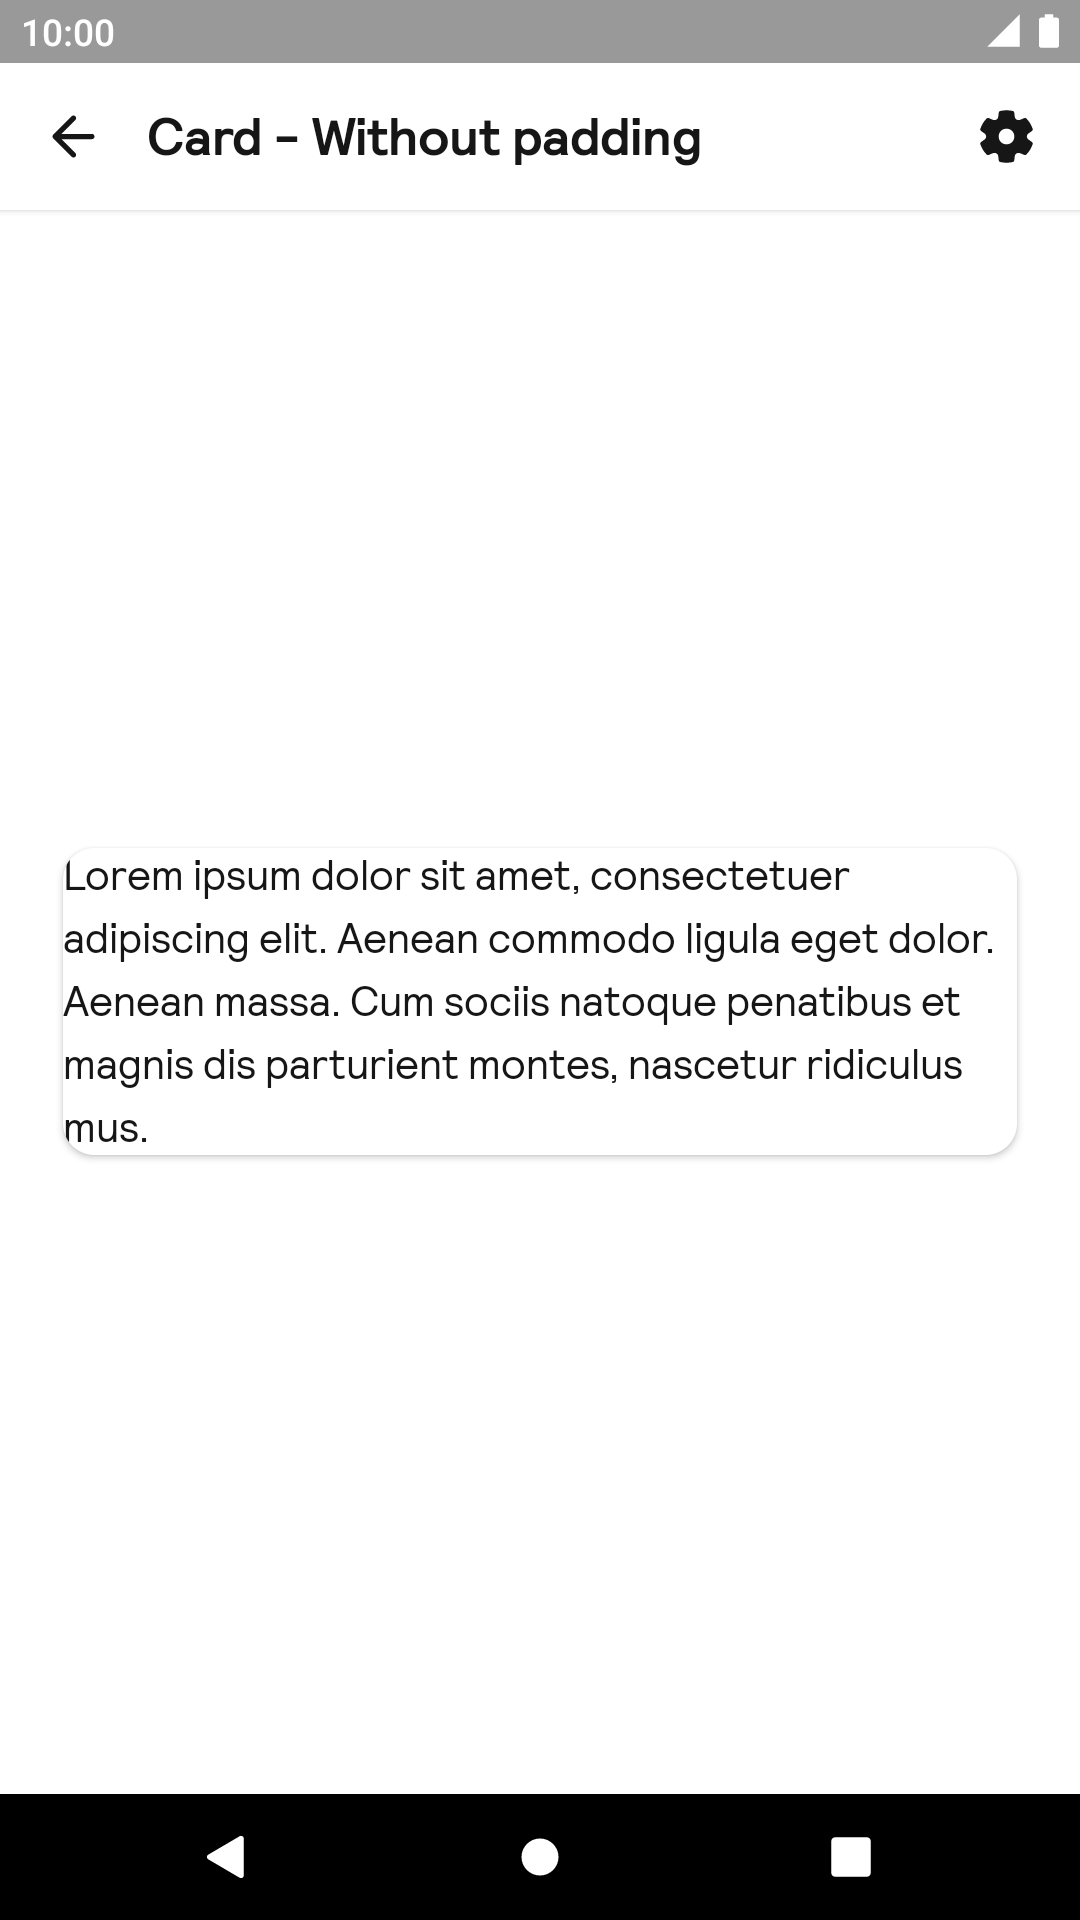 10:00
Card - Without padding
Lorem ipsum dolor sit amet, consectetuer
adipiscing elit. Aenean commodo ligula eget dolor.
Aenean massa. Cum sociis natoque penatibus et
magnis dis parturient montes, nascetur ridiculus
mus.